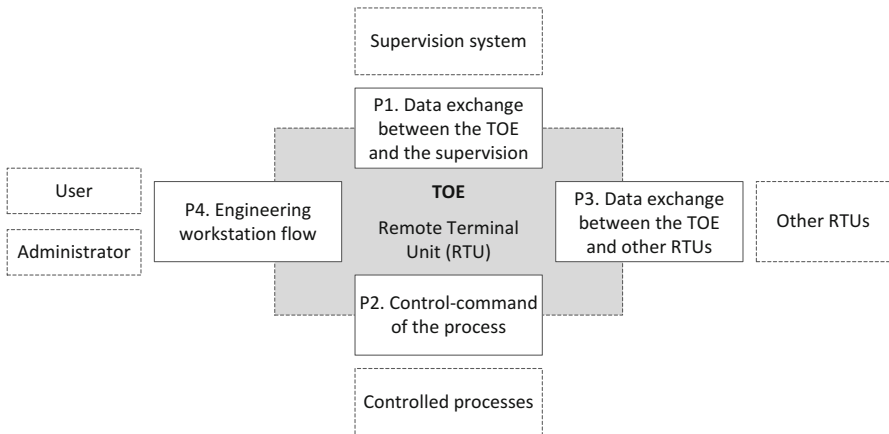 Supervision system
P1. Data exchange
between the TOE
and the supervision
User
Administrator
P4. Engineering
workstation flow
TOE
Remote Terminal
Unit (RTU)
P3. Data exchange
between the TOE
and other RTUs
Other RTUs
P2. Control-command
of the process
Controlled processes